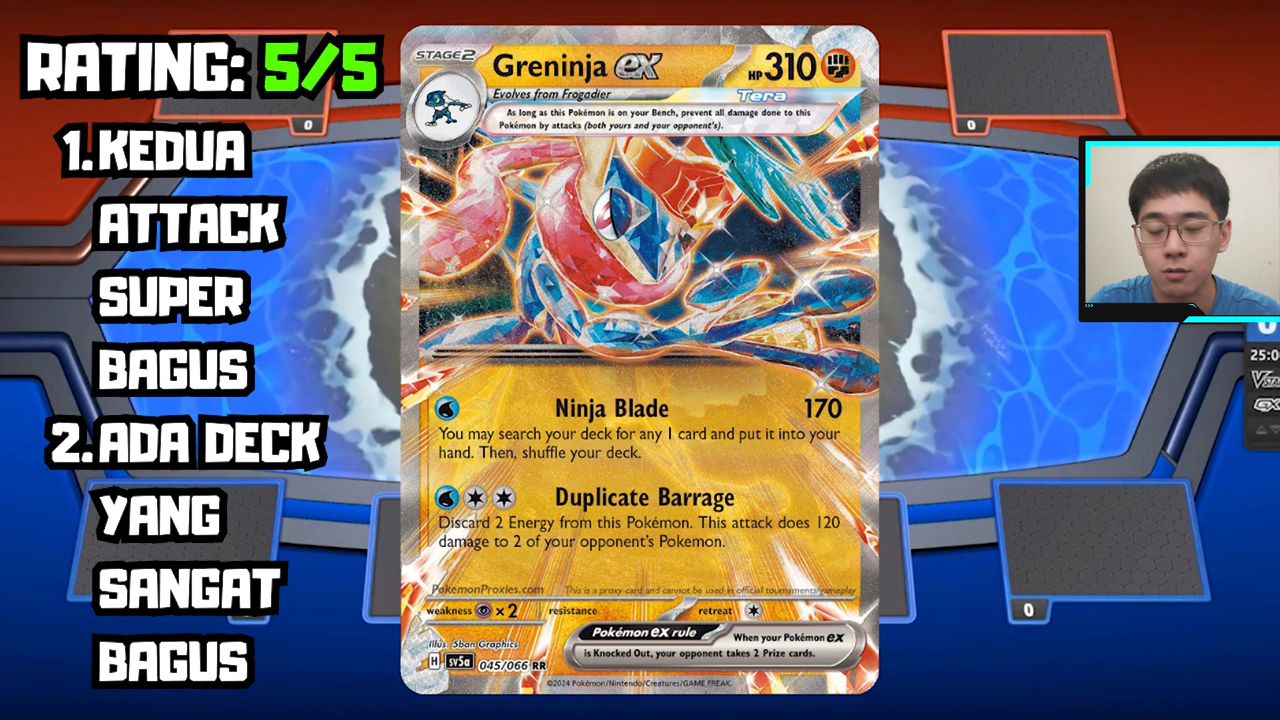 RATING: 5/5
1. KEDUA
ATTACK
SUPER
BAGUS
2. ADA DECK
YANG
SANGAT
BAGUS
STAGE2
Greninja ex
HP 310
Evolves from Frogadier
Tera
As long as this Pokémon is on your Bench, prevent all damage done to this
Pokémon by attacks (both yours and your opponent's).
Ninja Blade 170
You may search your deck for any 1 card and put it into your
hand. Then, shuffle your deck.
Duplicate Barrage
Discard 2 Energy from this Pokémon. This attack does 120
damage to 2 of your opponent's Pokemon.
PokemonProxies.com This is a proxy card and cannot be used in official tournaments/gameplay
weakness x2 resistance retreat
Pokémon ex rule
When your Pokémon ex
is Knocked Out, your opponent takes 2 Prize cards.
Illus. 5ban Graphics
H sv5a 045/066 RR
©2024 Pokémon/Nintendo/Creatures/GAME FREAK.
0
0
0
25:0
VSTA
GX